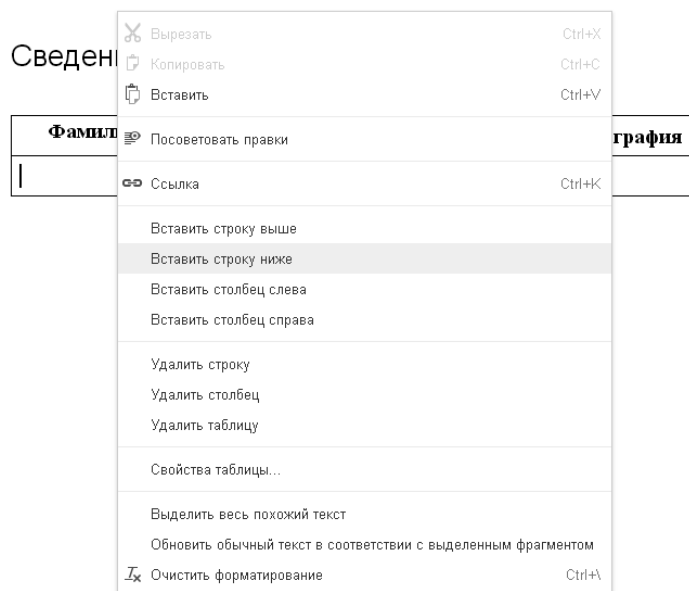 Вырезать Ctrl+X
Сведен
Копировать Ctrl+C
Вставить Ctrl+V
Фамил графия
Посоветовать правки
Ссылка Ctrl+K
Вставить строку выше
Вставить строку ниже
Вставить столбец слева
Вставить столбец справа
Удалить строку
Удалить столбец
Удалить таблицу
Свойства таблицы...
Выделить весь похожий текст
Обновить обычный текст в соответствии с выделенным фрагментом
Очистить форматирование Ctrl+\